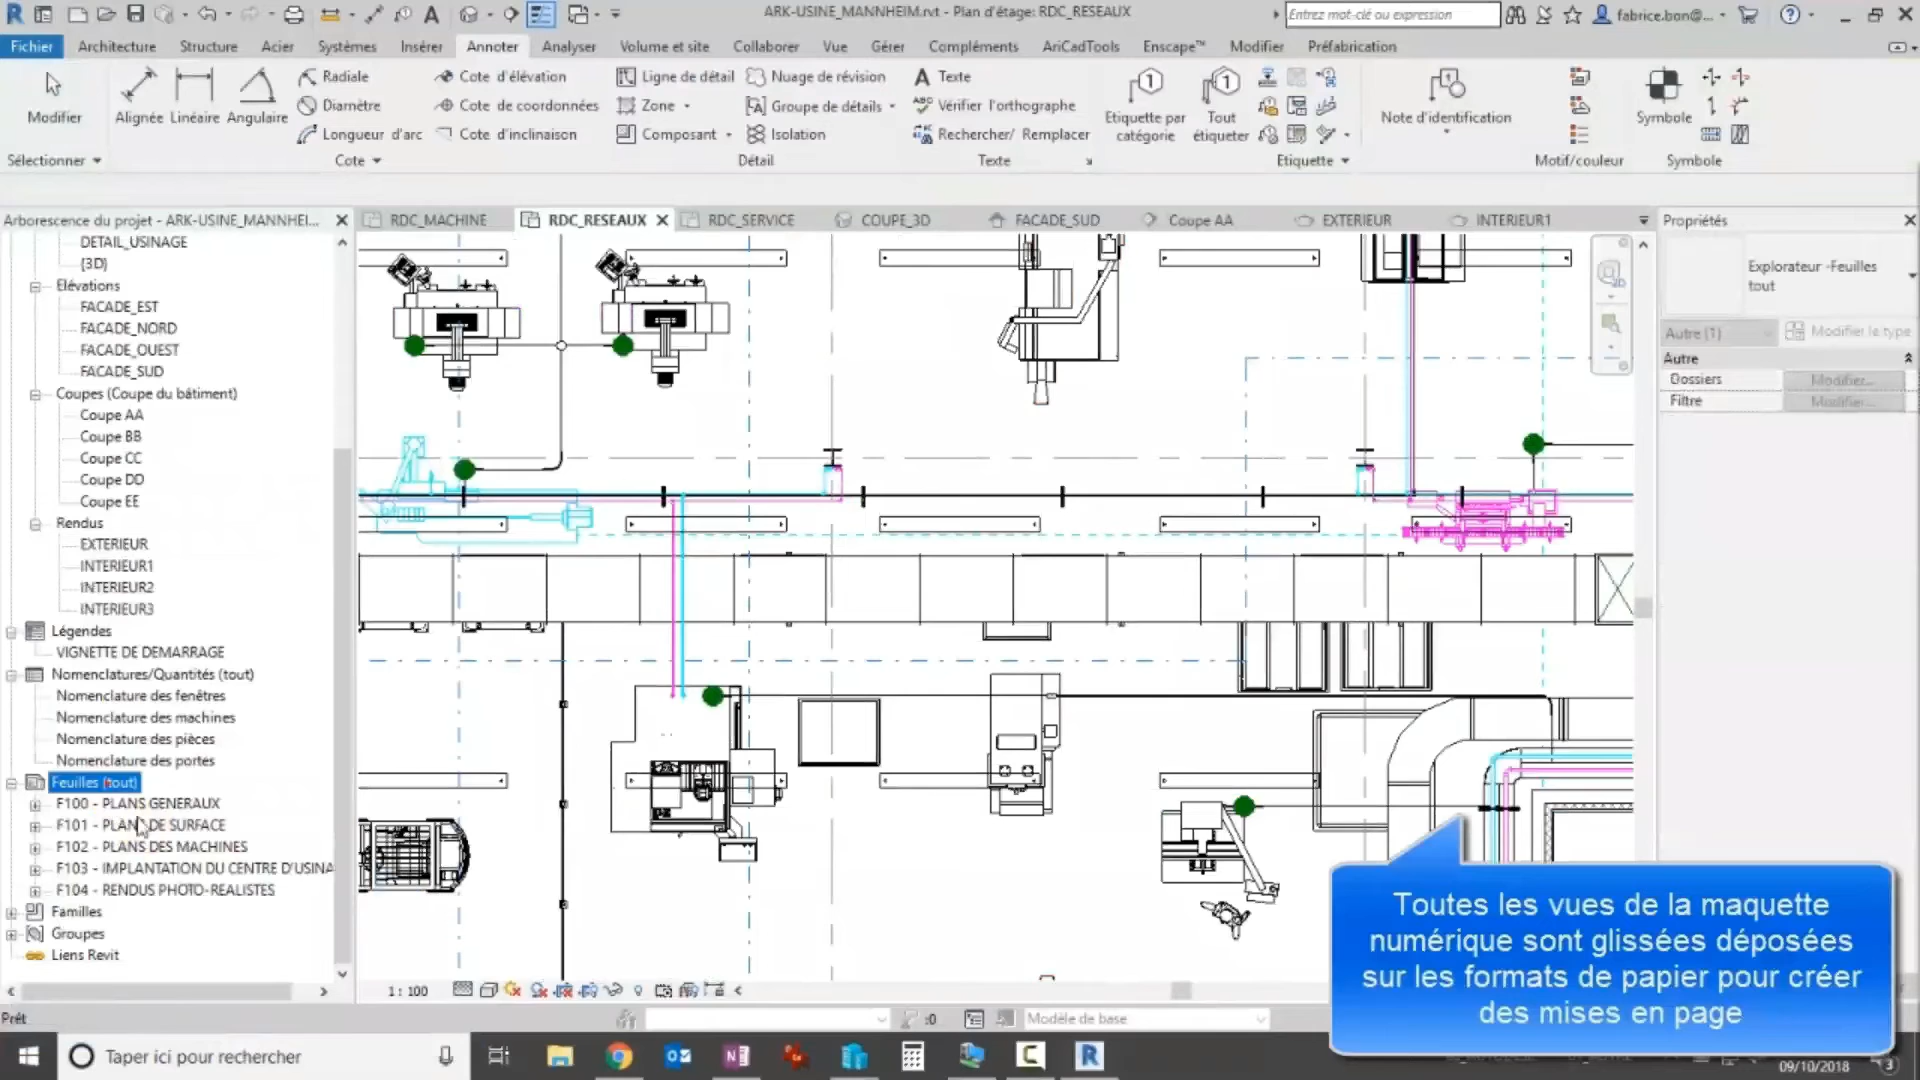 ARK-USINE_MANNHEIM.rvt - Plan d'étage: RDC_RESEAUX
Entrez mot-clé ou expression
fabrice.bon@...
Fichier Architecture Structure Acier Systèmes Insérer Annoter Analyser Volume et site Collaborer Vue Gérer Compléments AriCadTools Enscape™ Modifier Préfabrication
Modifier
Alignée Linéaire Angulaire
Radiale
Diamètre
Longueur d'arc
Cote d'élévation
Cote de coordonnées
Cote d'inclinaison
Ligne de détail
Zone
Composant
Nuage de révision
Groupe de détails
Isolation
A Texte
Vérifier l'orthographe
Rechercher/ Remplacer
Etiquette par catégorie
Tout étiqueter
Note d'identification
Symbole
Sélectionner Cote Détail Texte Etiquette Motif/couleur Symbole
Arborescence du projet - ARK-USINE_MANNHEI...
RDC_MACHINE RDC_RESEAUX RDC_SERVICE COUPE_3D FACADE_SUD Coupe AA EXTERIEUR INTERIEUR1
DETAIL_USINAGE
{3D}
Elévations
FACADE_EST
FACADE_NORD
FACADE_OUEST
FACADE_SUD
Coupes (Coupe du bâtiment)
Coupe AA
Coupe BB
Coupe CC
Coupe DD
Coupe EE
Rendus
EXTERIEUR
INTERIEUR1
INTERIEUR2
INTERIEUR3
Légendes
VIGNETTE DE DEMARRAGE
Nomenclatures/Quantités (tout)
Nomenclature des fenêtres
Nomenclature des machines
Nomenclature des pièces
Nomenclature des portes
Feuilles (tout)
F100 - PLANS GENERAUX
F101 - PLANS DE SURFACE
F102 - PLANS DES MACHINES
F103 - IMPLANTATION DU CENTRE D'USINA
F104 - RENDUS PHOTO-REALISTES
Familles
Groupes
Liens Revit
Propriétés
Explorateur -Feuilles
tout
Autre (1) Modifier le type
Autre
Dossiers Modifier...
Filtre Modifier...
1 : 100
Prêt
:0
Modèle de base
Toutes les vues de la maquette
numérique sont glissées déposées
sur les formats de papier pour créer
des mises en page
Taper ici pour rechercher
09/10/2018
3